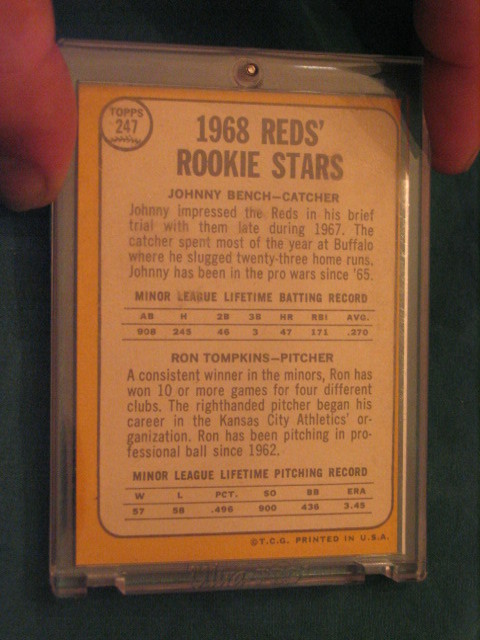 TOPPS
247
1968 REDS'
ROOKIE STARS
JOHNNY BENCH—CATCHER
Johnny impressed the Reds in his brief
trial with them late during 1967. The
catcher spent most of the year at Buffalo
where he slugged twenty-three home runs.
Johnny has been in the pro wars since '65.
MINOR LEAGUE LIFETIME BATTING RECORD
AB H 2B 3B HR RBI AVG.
908 245 46 3 47 171 .270
RON TOMPKINS—PITCHER
A consistent winner in the minors, Ron has
won 10 or more games for four different
clubs. The righthanded pitcher began his
career in the Kansas City Athletics' or-
ganization. Ron has been pitching in pro-
fessional ball since 1962.
MINOR LEAGUE LIFETIME PITCHING RECORD
W L PCT. SO BB ERA
57 58 .496 900 436 3.45
©T.C.G. PRINTED IN U.S.A.
Ultra